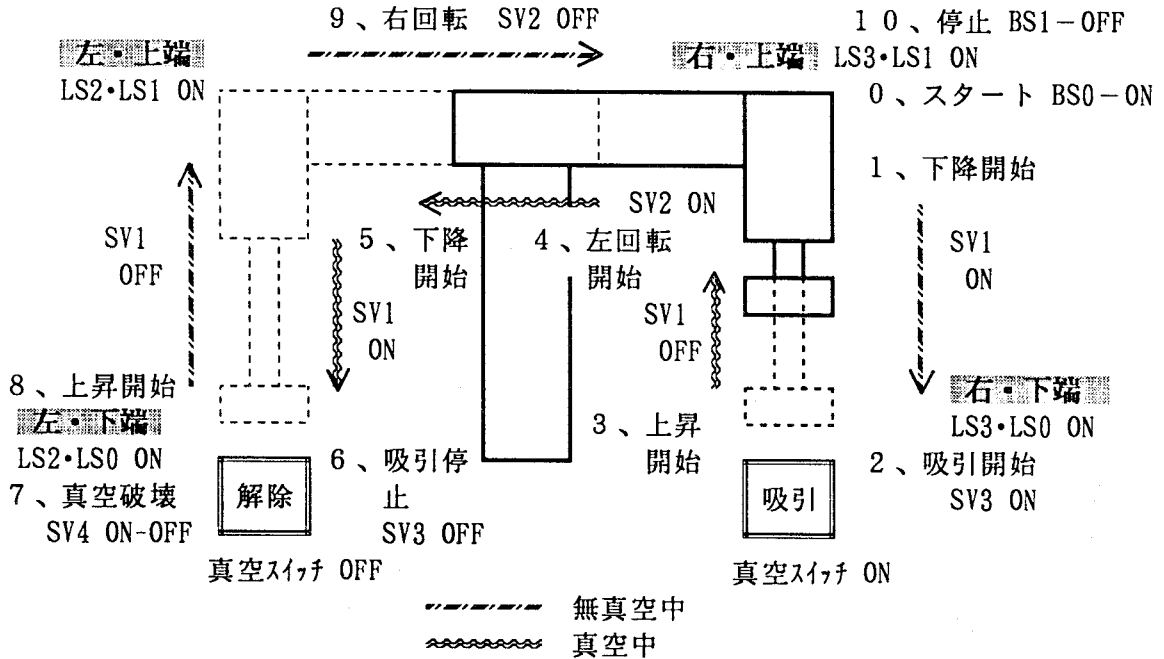 9、右回転 SV2 OFF
10、停止 BS1－OFF
左・上端
右・上端 LS3・LS1 ON
LS2・LS1 ON
0、スタート BS0－ON
1、下降開始
SV2 ON
SV1
OFF
5、下降
開始
4、左回転
開始
SV1
ON
SV1
ON
SV1
OFF
8、上昇開始
左・下端
LS2・LS0 ON
右・下端
LS3・LS0 ON
3、上昇
開始
7、真空破壊
SV4 ON-OFF
解除
6、吸引停
止
SV3 OFF
吸引
2、吸引開始
SV3 ON
真空スイッチ OFF
真空スイッチ ON
無真空中
真空中